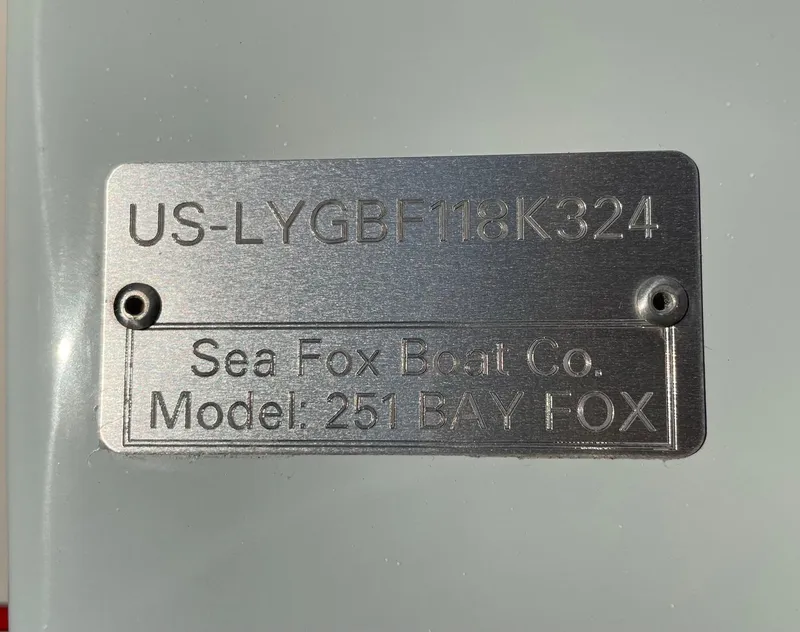 US-LYGBF118K324
Sea Fox Boat Co.
Model: 251 BAY FOX